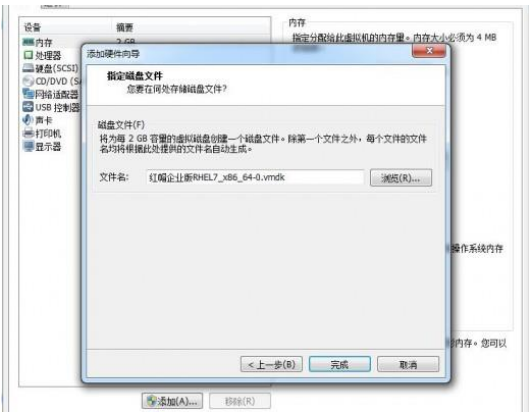 设备
摘要
内存
2 GB
处理器
硬盘(SCSI)
CD/DVD (SA
网络适配器
USB 控制器
声卡
打印机
显示器
内存
指定分配给此虚拟机的内存量。内存大小必须为 4 MB
添加硬件向导
指定磁盘文件
您要在何处存储磁盘文件?
磁盘文件(F)
将为每 2 GB 容量的虚拟磁盘创建一个磁盘文件。除第一个文件之外，每个文件的文件
名均将根据此处提供的文件名自动生成。
文件名:
红帽企业版RHEL7_x86_64-0.vmdk
浏览(R)...
操作系统内存
内存。您可以
< 上一步(B)
完成
取消
添加(A)...
移除(R)